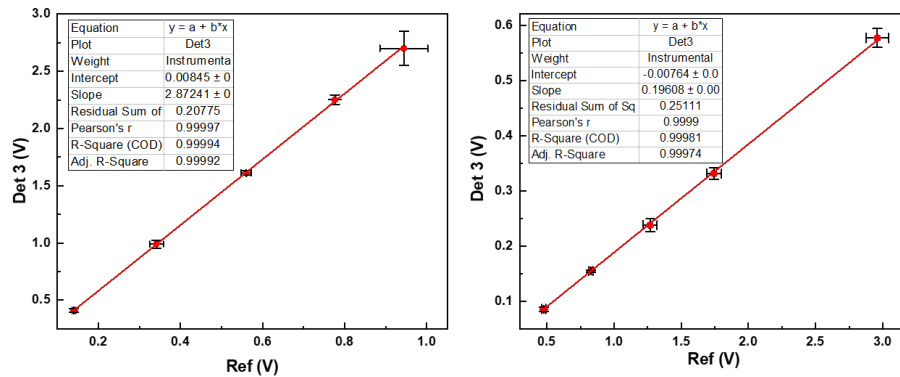 Equation y = a + b*x
Plot Det3
Weight Instrumenta
Intercept 0.00845 ± 0
Slope 2.87241 ± 0
Residual Sum of 0.20775
Pearson's r 0.99997
R-Square (COD) 0.99994
Adj. R-Square 0.99992
Det 3 (V)
3.0
2.5
2.0
1.5
1.0
0.5
0.2 0.4 0.6 0.8 1.0
Ref (V)
Equation y = a + b*x
Plot Det3
Weight Instrumental
Intercept -0.00764 ± 0.0
Slope 0.19608 ± 0.00
Residual Sum of Sq 0.25111
Pearson's r 0.9999
R-Square (COD) 0.99981
Adj. R-Square 0.99974
Det 3 (V)
0.6
0.5
0.4
0.3
0.2
0.1
0.5 1.0 1.5 2.0 2.5 3.0
Ref (V)